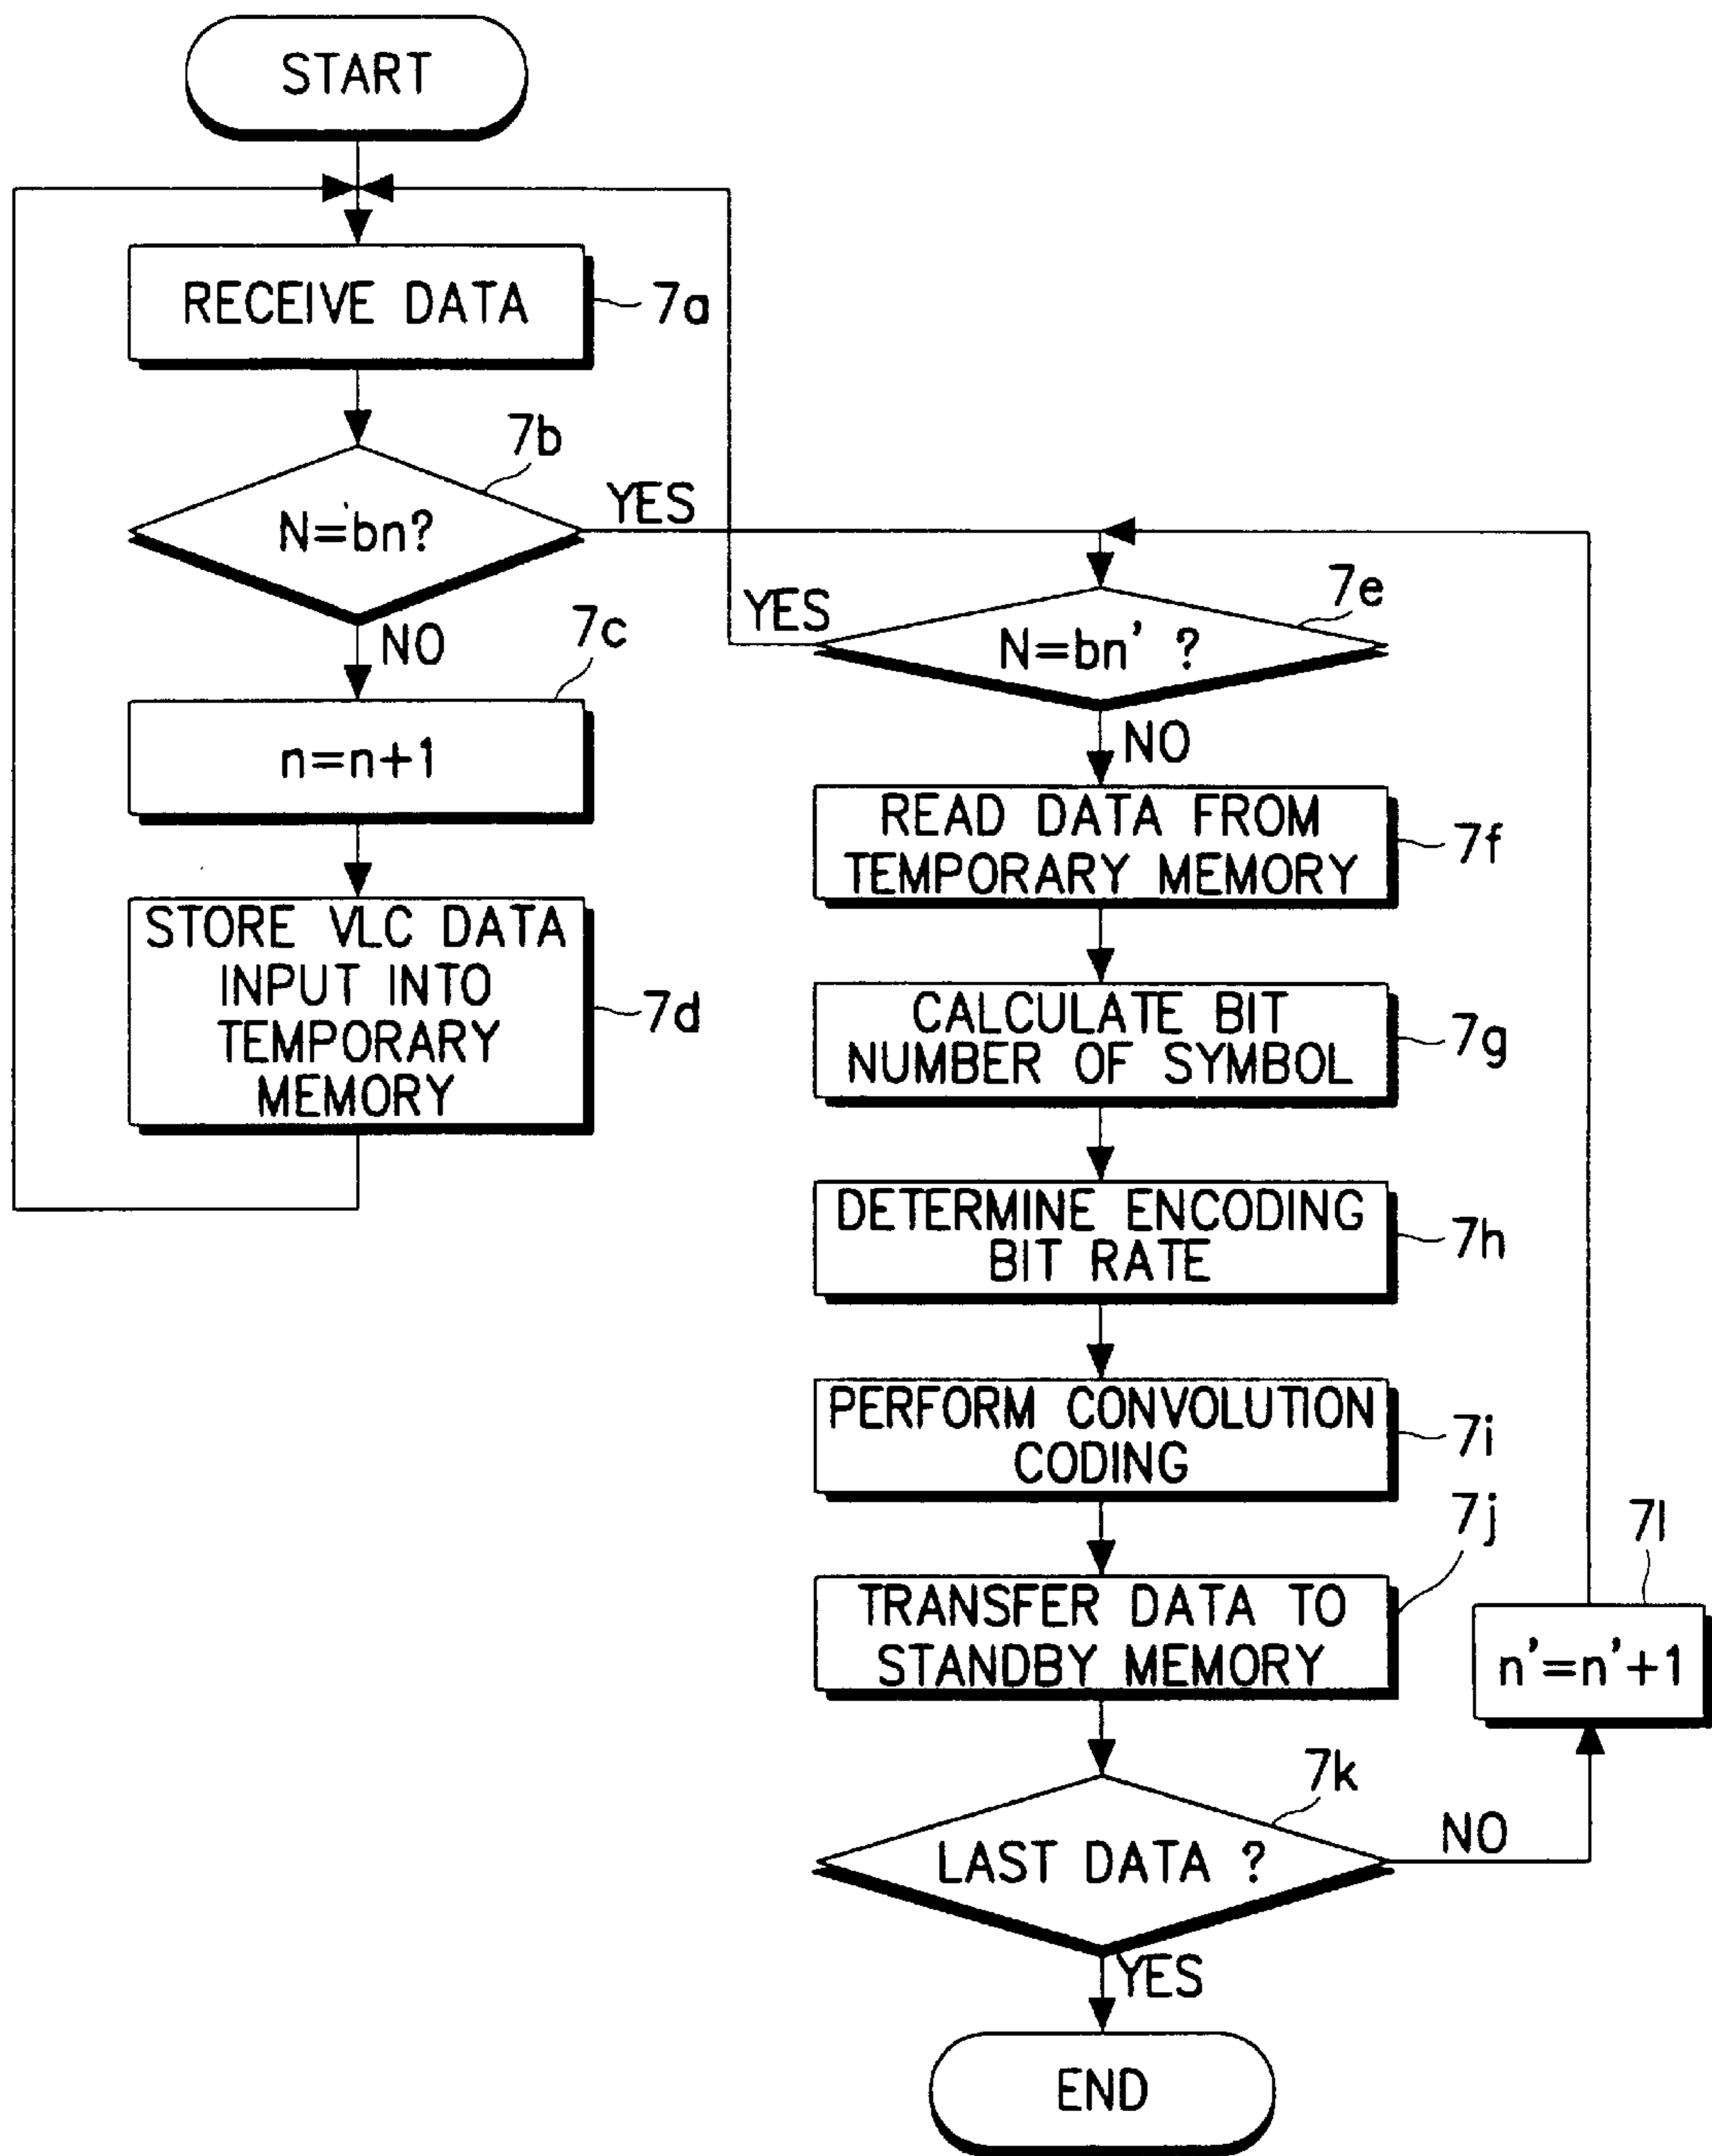 START
RECEIVE DATA
7a
7b
N=bn?
YES
NO
7c
n=n+1
STORE VLC DATA
INPUT INTO
TEMPORARY
MEMORY
7d
7e
YES
N=bn' ?
NO
READ DATA FROM
TEMPORARY MEMORY
7f
CALCULATE BIT
NUMBER OF SYMBOL
7g
DETERMINE ENCODING
BIT RATE
7h
PERFORM CONVOLUTION
CODING
7i
7j
TRANSFER DATA TO
STANDBY MEMORY
7l
n'=n'+1
7k
LAST DATA ?
NO
YES
END